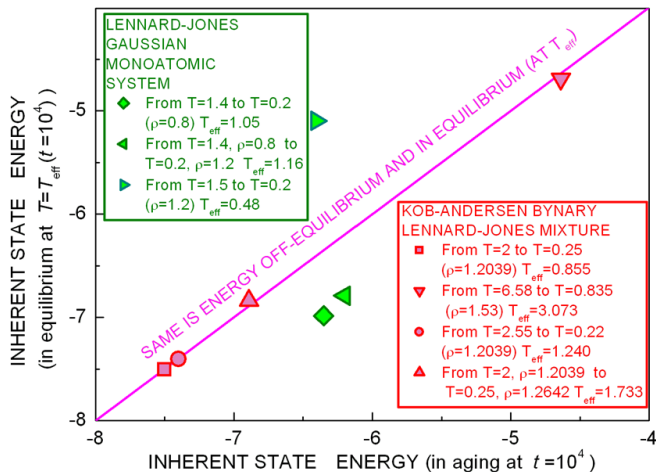 LENNARD-JONES
GAUSSIAN
MONOATOMIC
SYSTEM
From T=1.4 to T=0.2
(ρ=0.8) Teff=1.05
From T=1.4, ρ=0.8 to
T=0.2, ρ=1.2 Teff=1.16
From T=1.5 to T=0.2
(ρ=1.2) Teff=0.48
SAME IS ENERGY OFF-EQUILIBRIUM AND IN EQUILIBRIUM (AT Teff)
KOB-ANDERSEN BYNARY
LENNARD-JONES MIXTURE
From T=2 to T=0.25
(ρ=1.2039) Teff=0.855
From T=6.58 to T=0.835
(ρ=1.53) Teff=3.073
From T=2.55 to T=0.22
(ρ=1.2039) Teff=1.240
From T=2, ρ=1.2039 to
T=0.25, ρ=1.2642 Teff=1.733
INHERENT STATE ENERGY
(in equilibrium at T=Teff (t=10⁴)
-4
-5
-6
-7
-8
-8 -7 -6 -5 -4
INHERENT STATE ENERGY (in aging at t=10⁴)